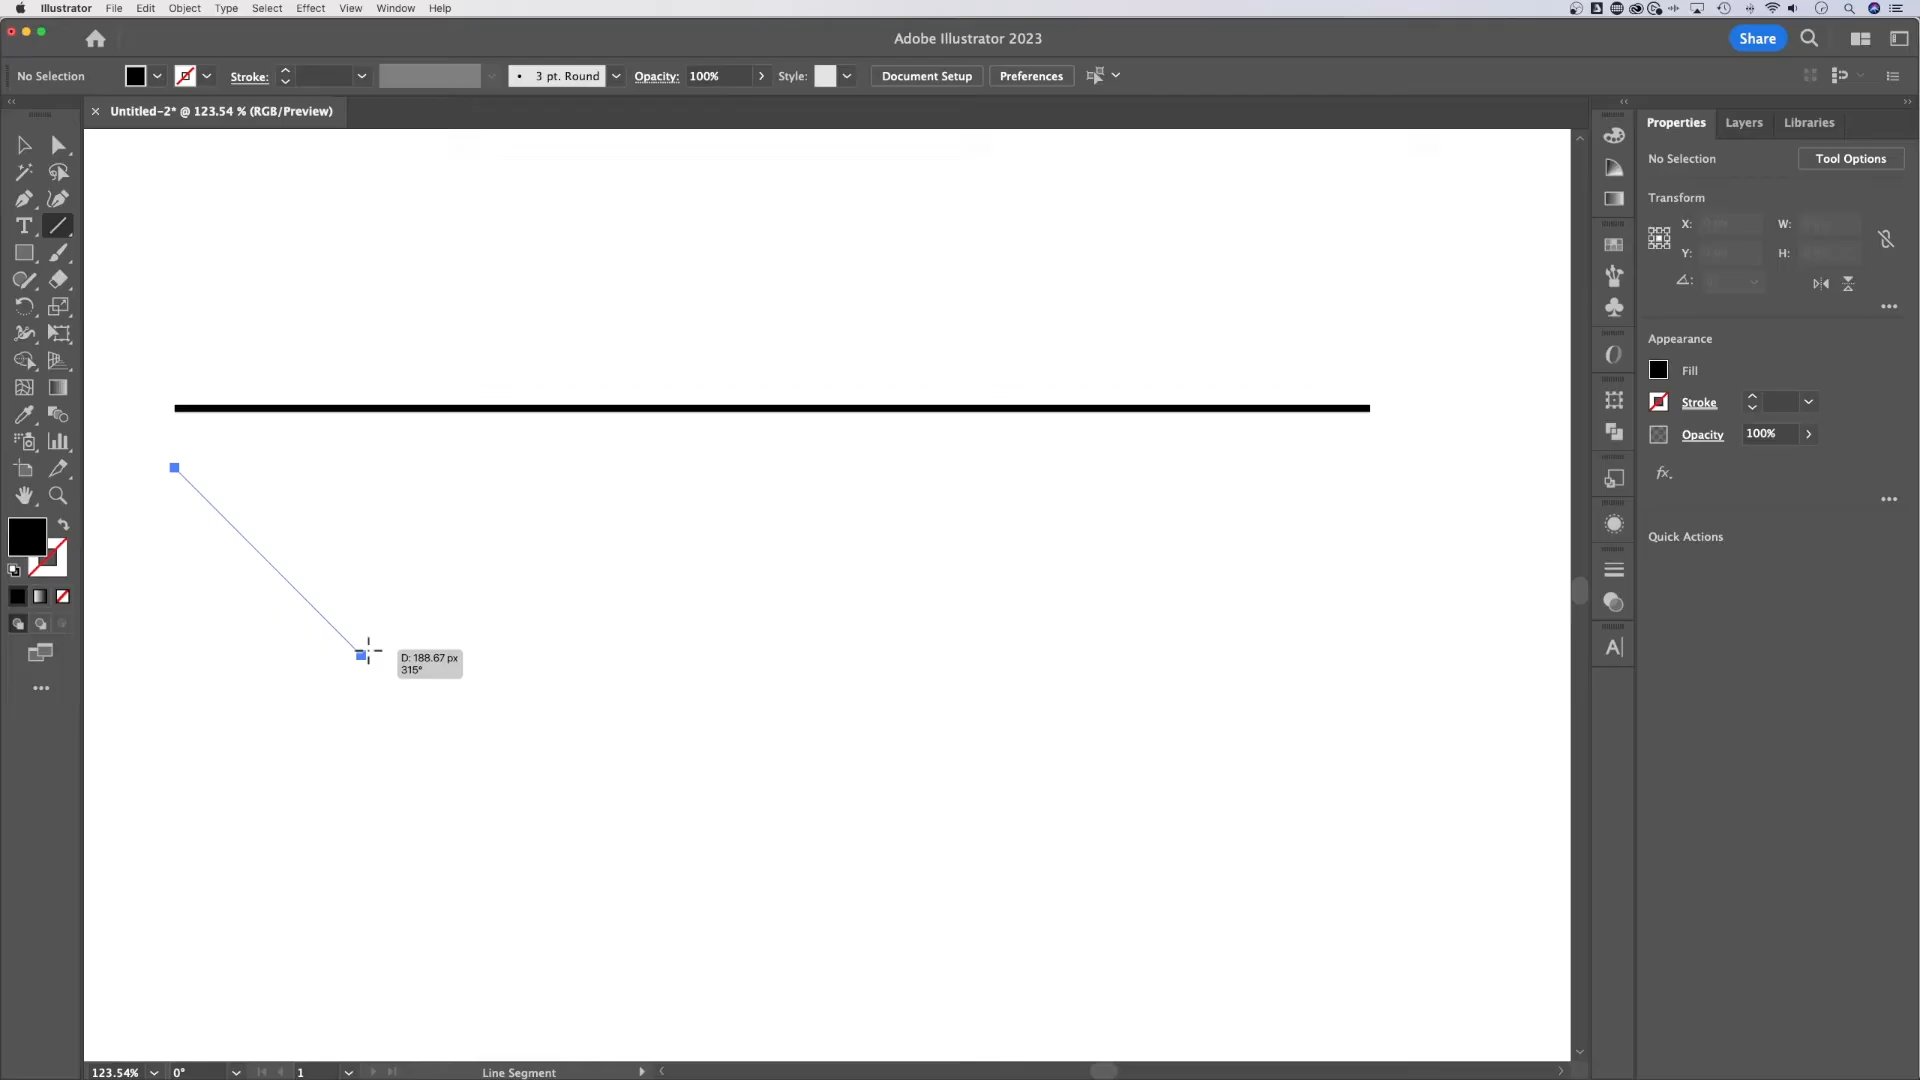 Illustrator File Edit Object Type Select Effect View Window Help
Adobe Illustrator 2023
Share
No Selection
Stroke:
3 pt. Round
Opacity: 100%
Style:
Document Setup
Preferences
Untitled-2* @ 123.54 % (RGB/Preview)
Properties Layers Libraries
No Selection
Tool Options
Transform
X:
W:
Y:
H:
Appearance
Fill
Stroke
Opacity 100%
fx.
Quick Actions
D: 188.67 px
315°
123.54%
0°
1
Line Segment